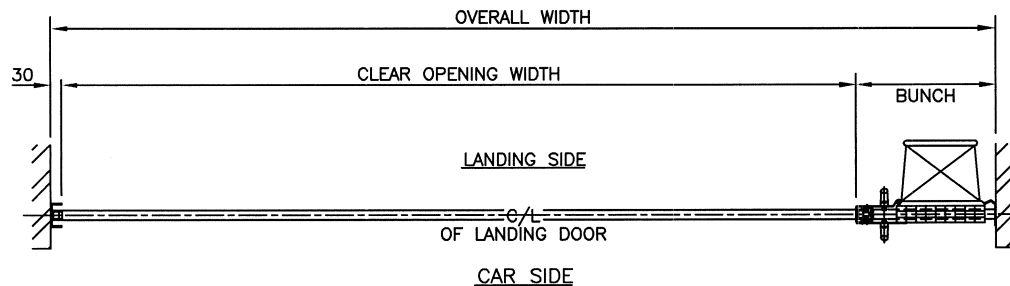 OVERALL WIDTH
30
CLEAR OPENING WIDTH
BUNCH
LANDING SIDE
C/L
OF LANDING DOOR
CAR SIDE